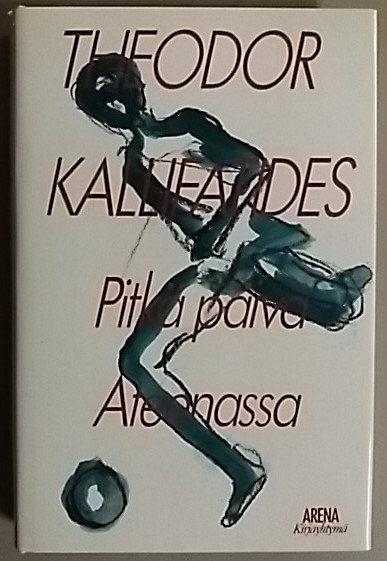 THEODOR
KALLIFATIDES
Pitkä päivä
Ateenassa
ARENA
Kirjayhtymä